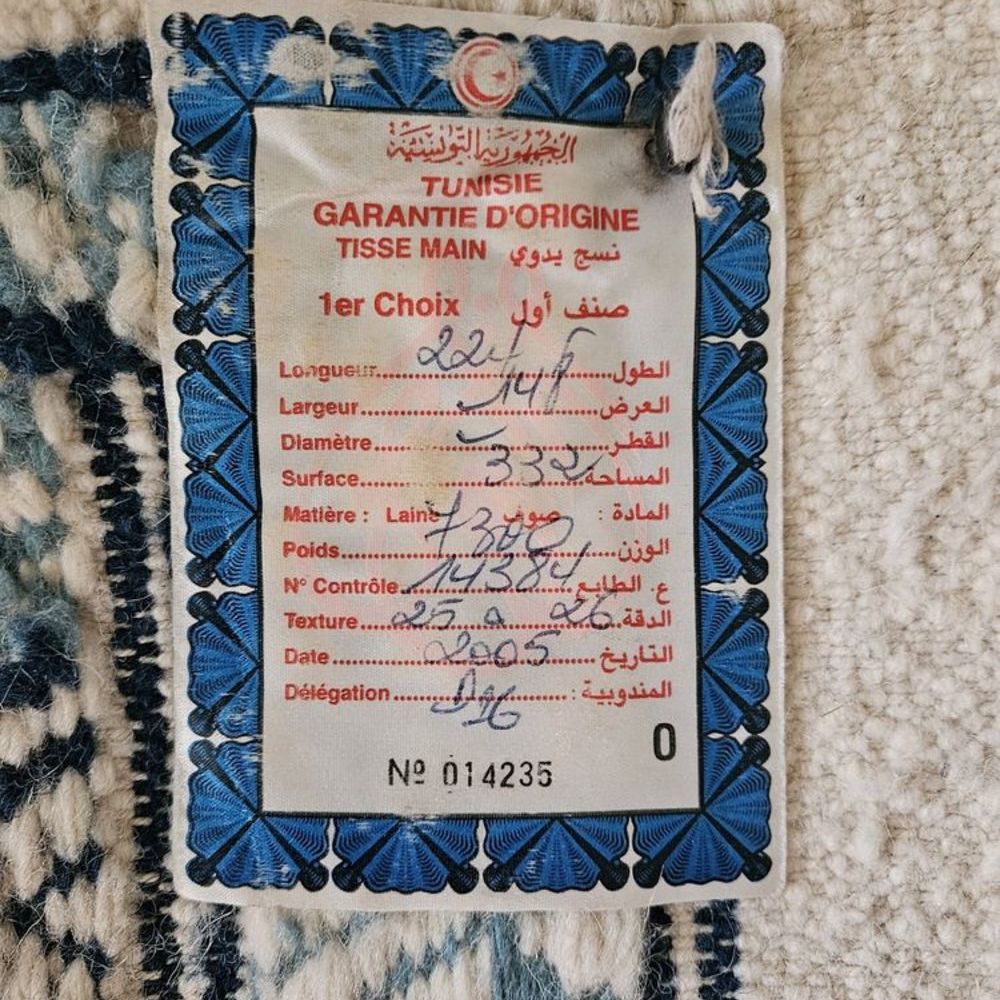 الجمهورية التونسية
TUNISIE
GARANTIE D'ORIGINE
TISSE MAIN نسج يدوي
1er Choix صنف أول
Longueur 224 الطول
Largeur 148 العرض
Diamètre القطر
Surface 332 المساحة
Matière : Laine صوف المادة :
Poids 7300 الوزن
N° Contrôle 14384 ع. الطابع
Texture 25 a 26 الدقة
Date 2005 التاريخ
Délégation المندوبية :
0
Nº 014235